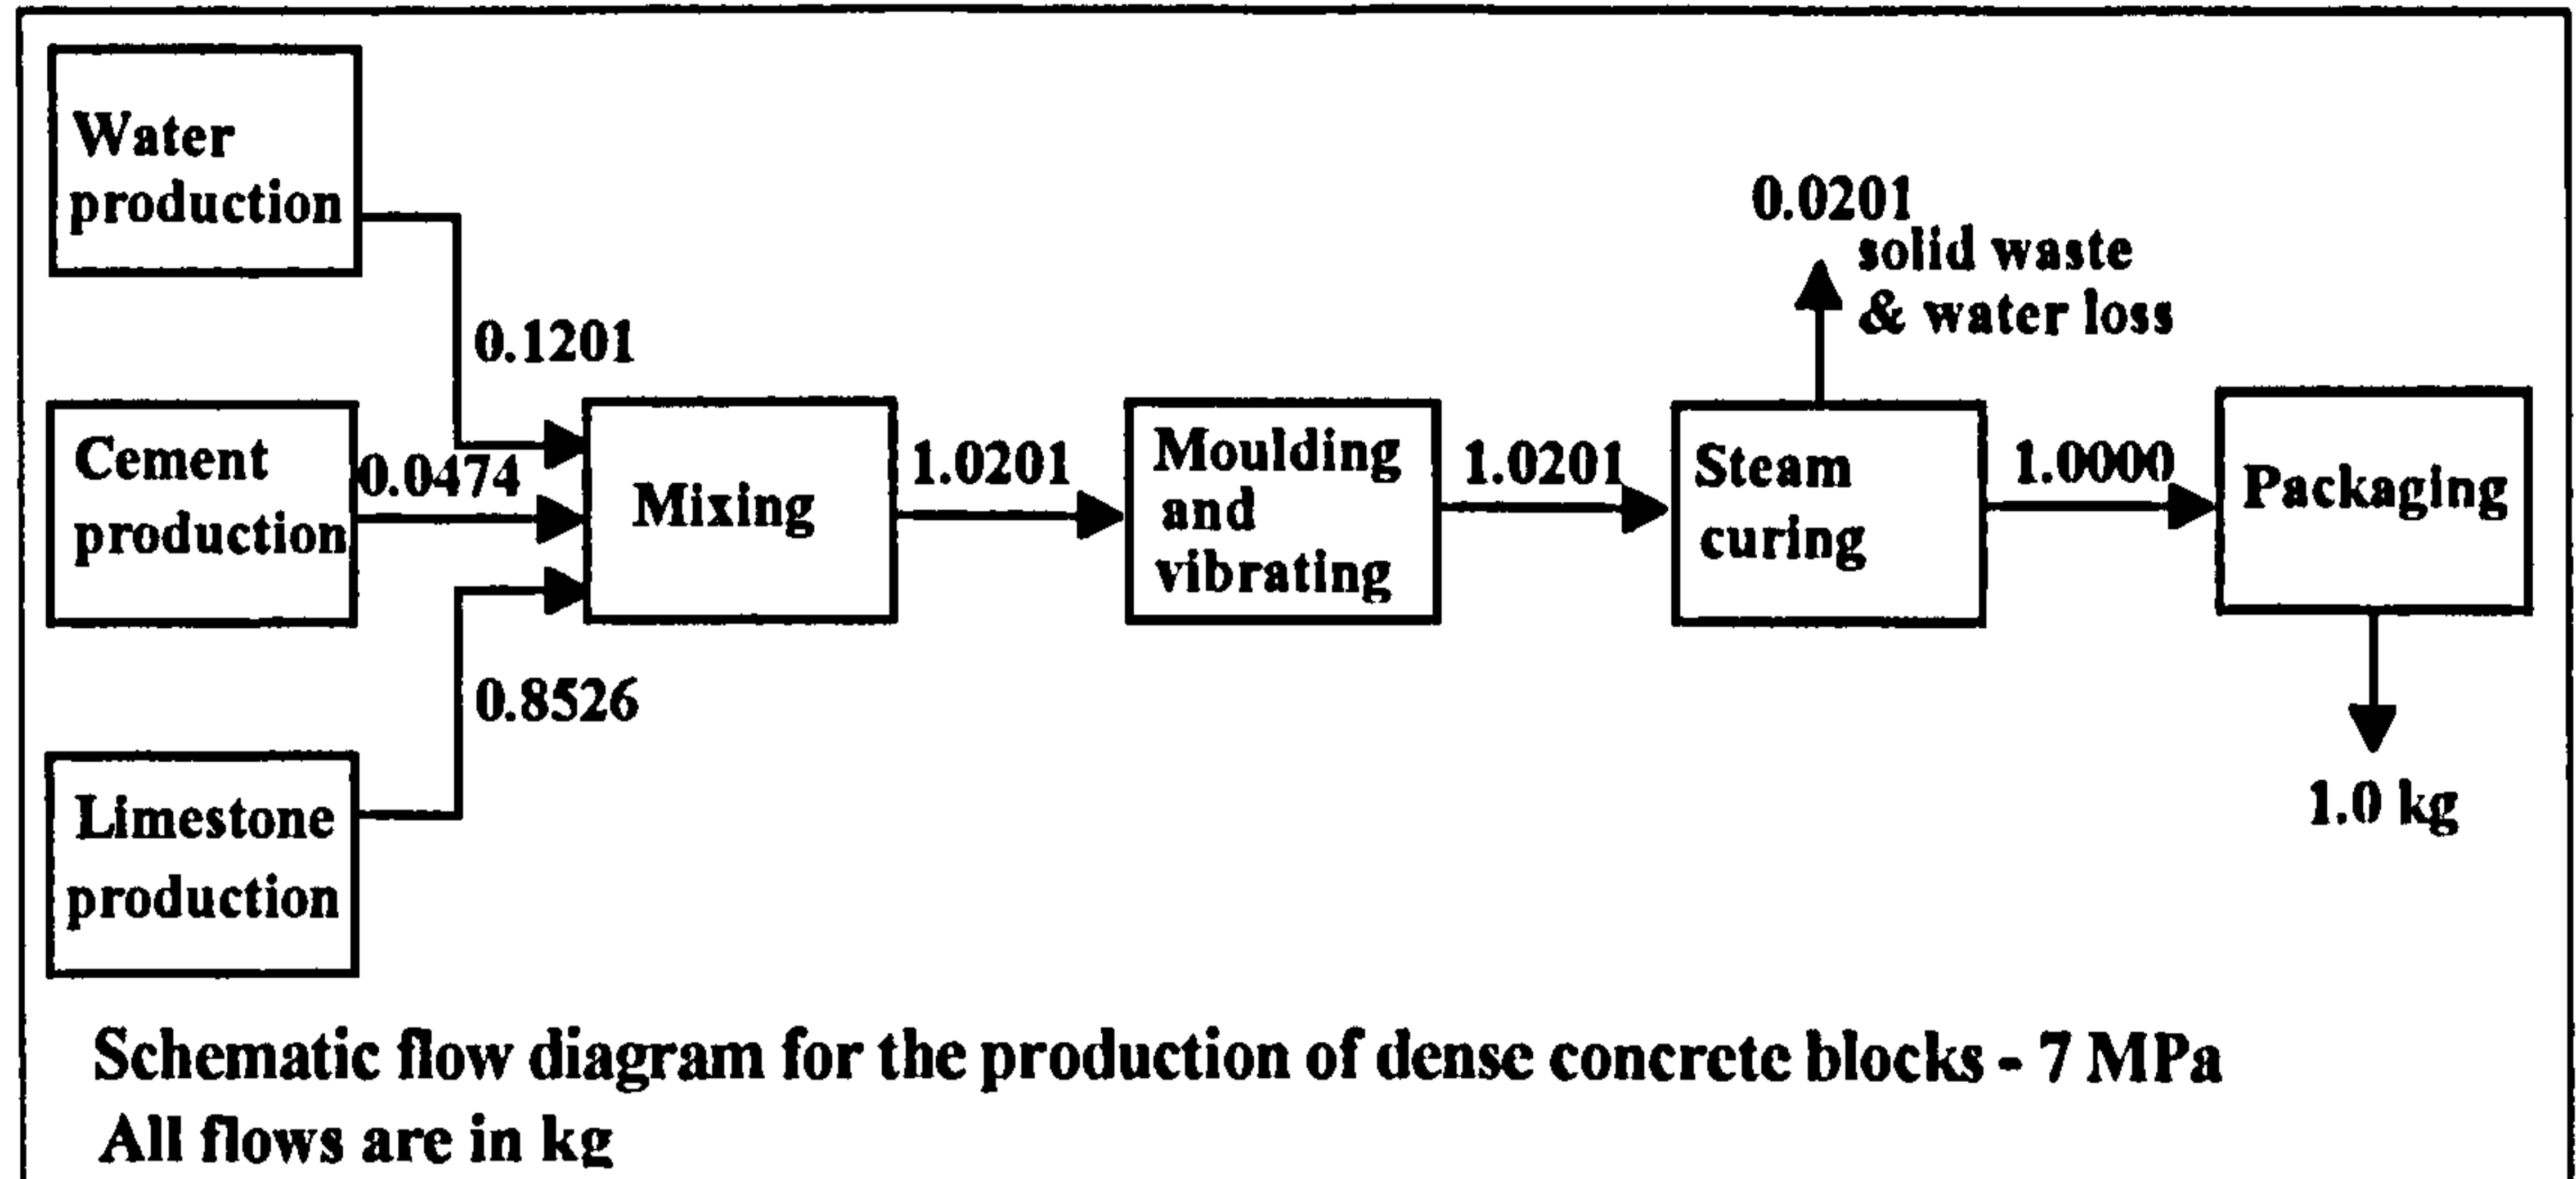 Water
production
0.1201
Cement
production
0.0474
Limestone
production
0.8526
Mixing
1.0201
Moulding
and
vibrating
1.0201
Steam
curing
0.0201
solid waste
& water loss
1.0000
Packaging
1.0 kg
Schematic flow diagram for the production of dense concrete blocks - 7 MPa
All flows are in kg